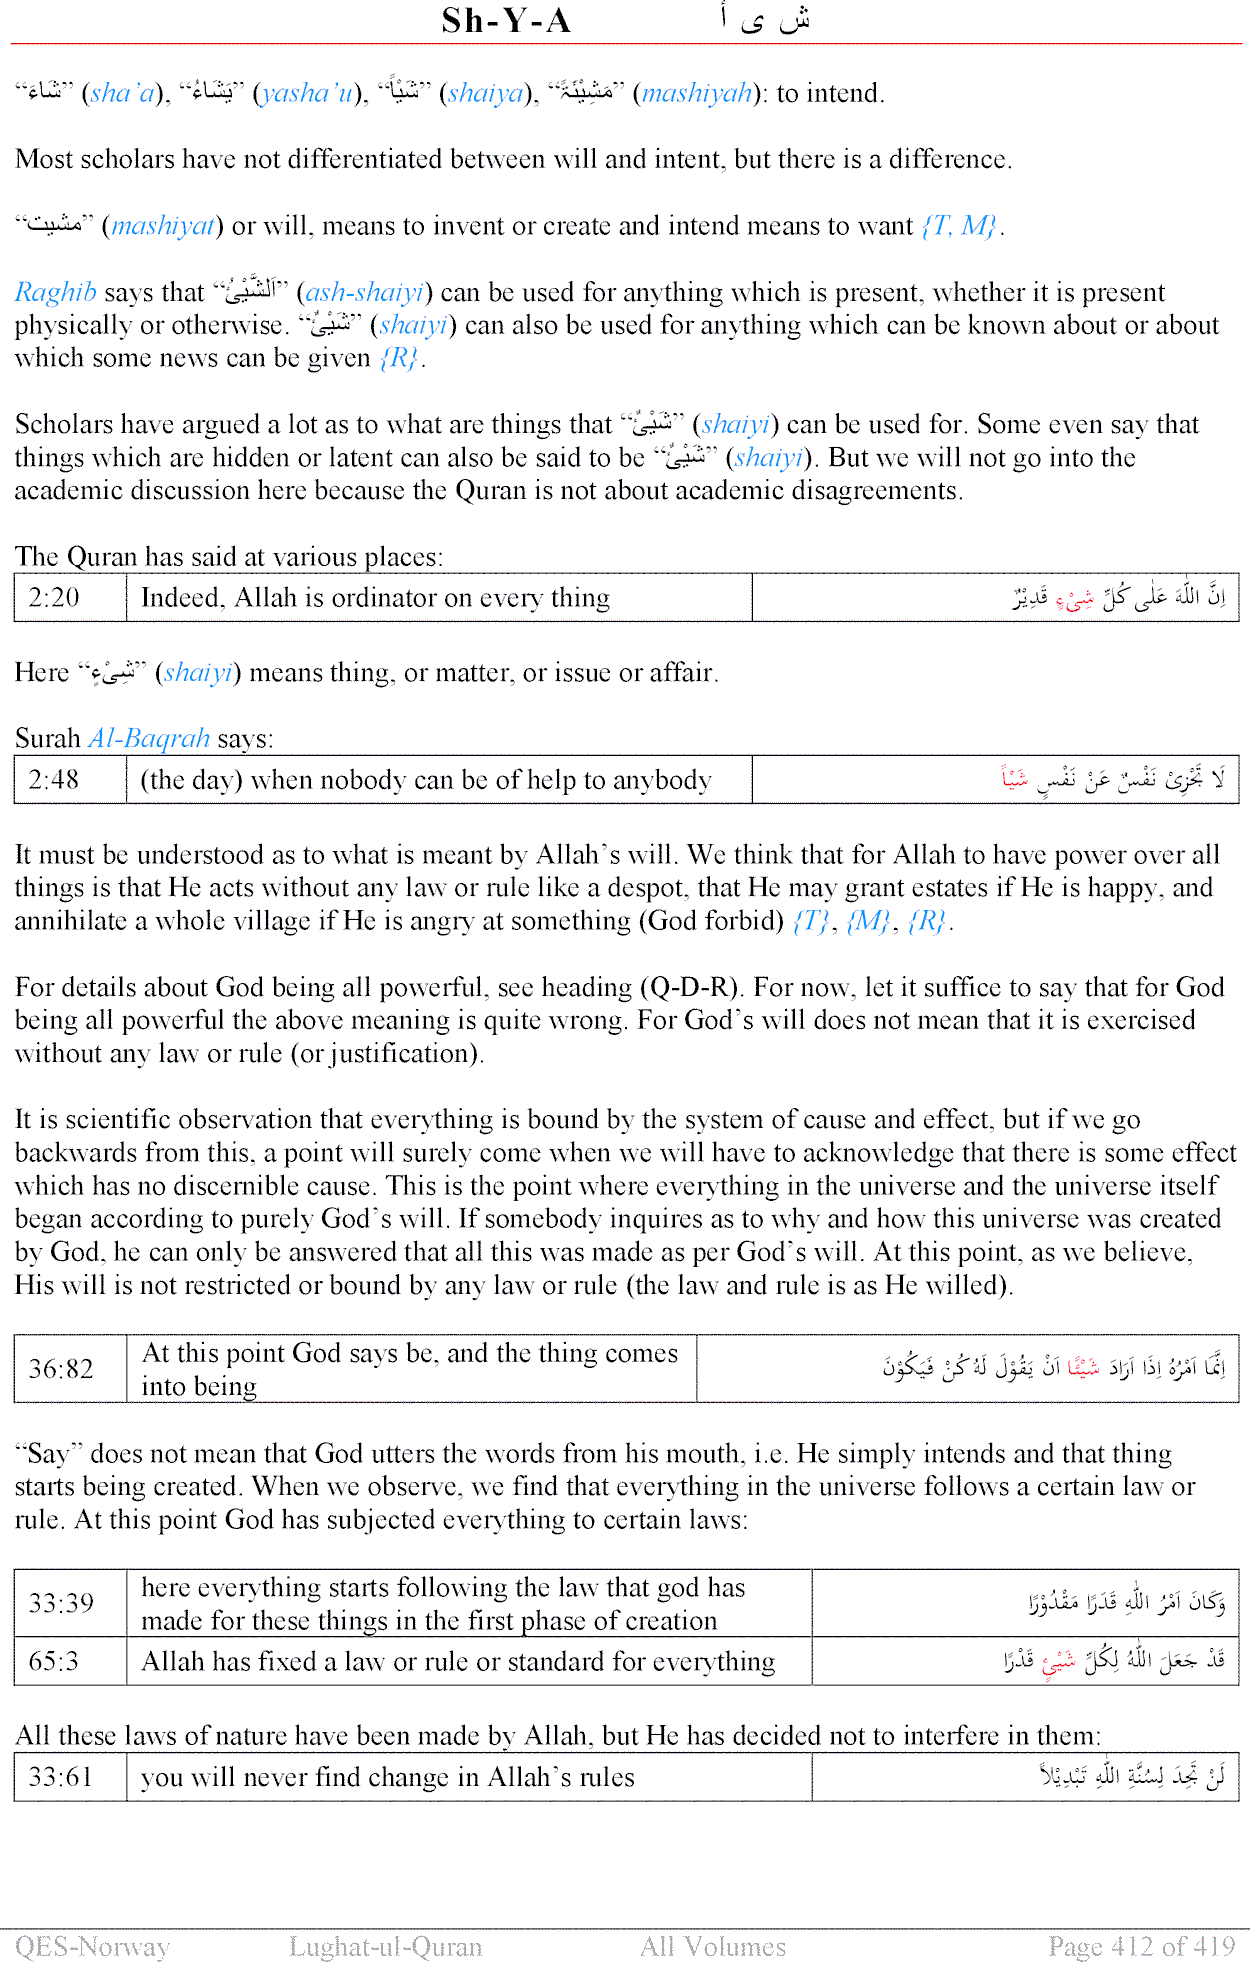 Sh-Y-A ش ی أ
“شَاءَ” (sha’a), “يَشَاءُ” (yasha’u), “شَيْأً” (shaiya), “مَشِيْئَةً” (mashiyah): to intend.
Most scholars have not differentiated between will and intent, but there is a difference.
“مشیت” (mashiyat) or will, means to invent or create and intend means to want {T, M}.
Raghib says that “اَلشَّيْئُ” (ash-shaiyi) can be used for anything which is present, whether it is present
physically or otherwise. “شَيْئٌ” (shaiyi) can also be used for anything which can be known about or about
which some news can be given {R}.
Scholars have argued a lot as to what are things that “شَيْئٌ” (shaiyi) can be used for. Some even say that
things which are hidden or latent can also be said to be “شَيْئٌ” (shaiyi). But we will not go into the
academic discussion here because the Quran is not about academic disagreements.
The Quran has said at various places:
2:20 Indeed, Allah is ordinator on every thing اِنَّ اللّٰهَ عَلٰى كُلِّ شِىْءٍ قَدِيْرٌ
Here “شِىْءٍ” (shaiyi) means thing, or matter, or issue or affair.
Surah Al-Baqrah says:
2:48 (the day) when nobody can be of help to anybody لَا تَجْزِىْ نَفْسٌ عَنْ نَفْسٍ شَيْأً
It must be understood as to what is meant by Allah’s will. We think that for Allah to have power over all
things is that He acts without any law or rule like a despot, that He may grant estates if He is happy, and
annihilate a whole village if He is angry at something (God forbid) {T}, {M}, {R}.
For details about God being all powerful, see heading (Q-D-R). For now, let it suffice to say that for God
being all powerful the above meaning is quite wrong. For God’s will does not mean that it is exercised
without any law or rule (or justification).
It is scientific observation that everything is bound by the system of cause and effect, but if we go
backwards from this, a point will surely come when we will have to acknowledge that there is some effect
which has no discernible cause. This is the point where everything in the universe and the universe itself
began according to purely God’s will. If somebody inquires as to why and how this universe was created
by God, he can only be answered that all this was made as per God’s will. At this point, as we believe,
His will is not restricted or bound by any law or rule (the law and rule is as He willed).
36:82 At this point God says be, and the thing comes اِنَّمَا اَمْرُهُ اِذَا اَرَادَ شَيْئًا اَنْ يَقُوْلَ لَهُ كُنْ فَيَكُوْنَ
into being
“Say” does not mean that God utters the words from his mouth, i.e. He simply intends and that thing
starts being created. When we observe, we find that everything in the universe follows a certain law or
rule. At this point God has subjected everything to certain laws:
33:39 here everything starts following the law that god has وَكَانَ اَمْرُ اللّٰهِ قَدَرًا مَقْدُوْرًا
made for these things in the first phase of creation
65:3 Allah has fixed a law or rule or standard for everything قَدْ جَعَلَ اللّٰهُ لِكُلِّ شَيْئٍ قَدْرًا
All these laws of nature have been made by Allah, but He has decided not to interfere in them:
33:61 you will never find change in Allah’s rules لَنْ تَجِدَ لِسُنَّةِ اللّٰهِ تَبْدِيْلاً
QES-Norway Lughat-ul-Quran All Volumes Page 412 of 419